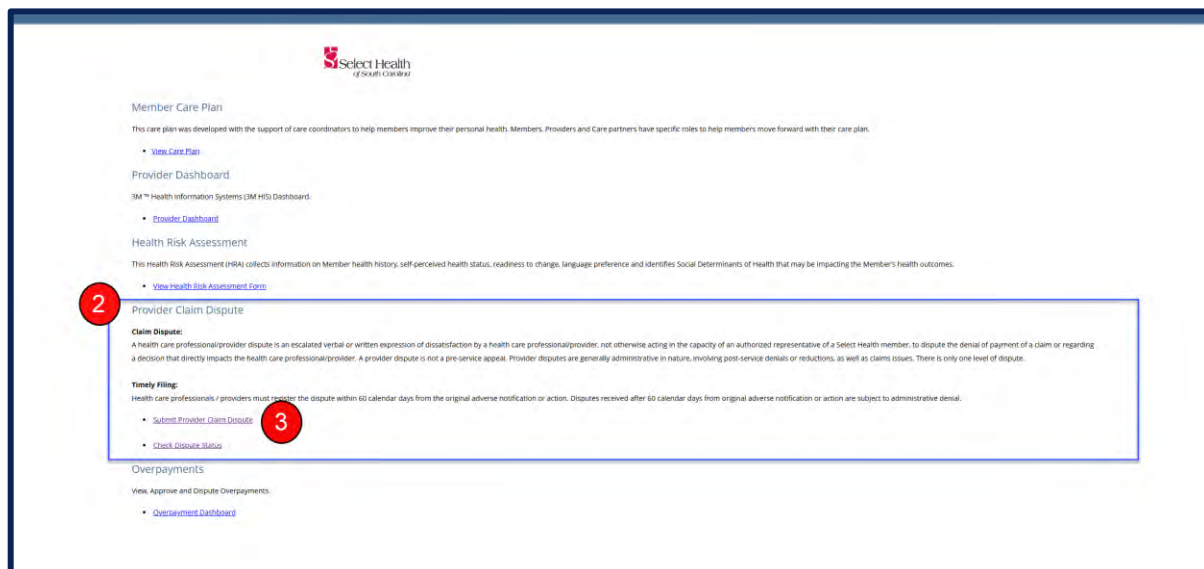 Select Health
of South Carolina
Member Care Plan
This care plan was developed with the support of care coordinators to help members improve their personal health. Members, Providers and Care partners have specific roles to help members move forward with their care plan.
• View Care Plan
Provider Dashboard
3M™ Health Information Systems (3M HIS) Dashboard.
• Provider Dashboard
Health Risk Assessment
This Health Risk Assessment (HRA) collects information on Member health history, self-perceived health status, readiness to change, language preference and identifies Social Determinants of Health that may be impacting the Member's health outcomes.
• View Health Risk Assessment Form
2
Provider Claim Dispute
Claim Dispute:
A health care professional/provider dispute is an escalated verbal or written expression of dissatisfaction by a health care professional/provider, not otherwise acting in the capacity of an authorized representative of a Select Health member, to dispute the denial of payment of a claim or regarding
a decision that directly impacts the health care professional/provider. A provider dispute is not a pre-service appeal. Provider disputes are generally administrative in nature, involving post-service denials or reductions, as well as claims issues. There is only one level of dispute.
Timely Filing:
Health care professionals / providers must register the dispute within 60 calendar days from the original adverse notification or action. Disputes received after 60 calendar days from original adverse notification or action are subject to administrative denial.
• Submit Provider Claim Dispute
3
• Check Dispute Status
Overpayments
View, Approve and Dispute Overpayments.
• Overpayment Dashboard